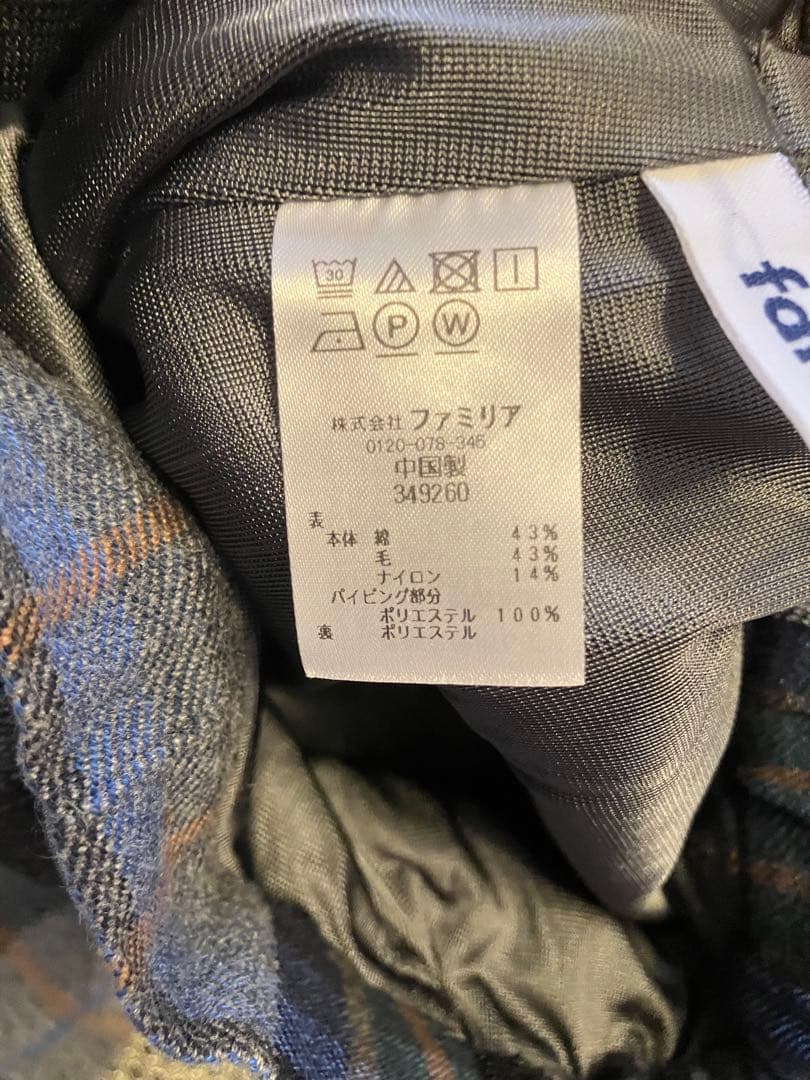 30
P W
株式会社 ファミリア
0120-078-345
中国製
349260
表
本体 綿 43%
毛 43%
ナイロン 14%
パイピング部分
ポリエステル 100%
裏 ポリエステル